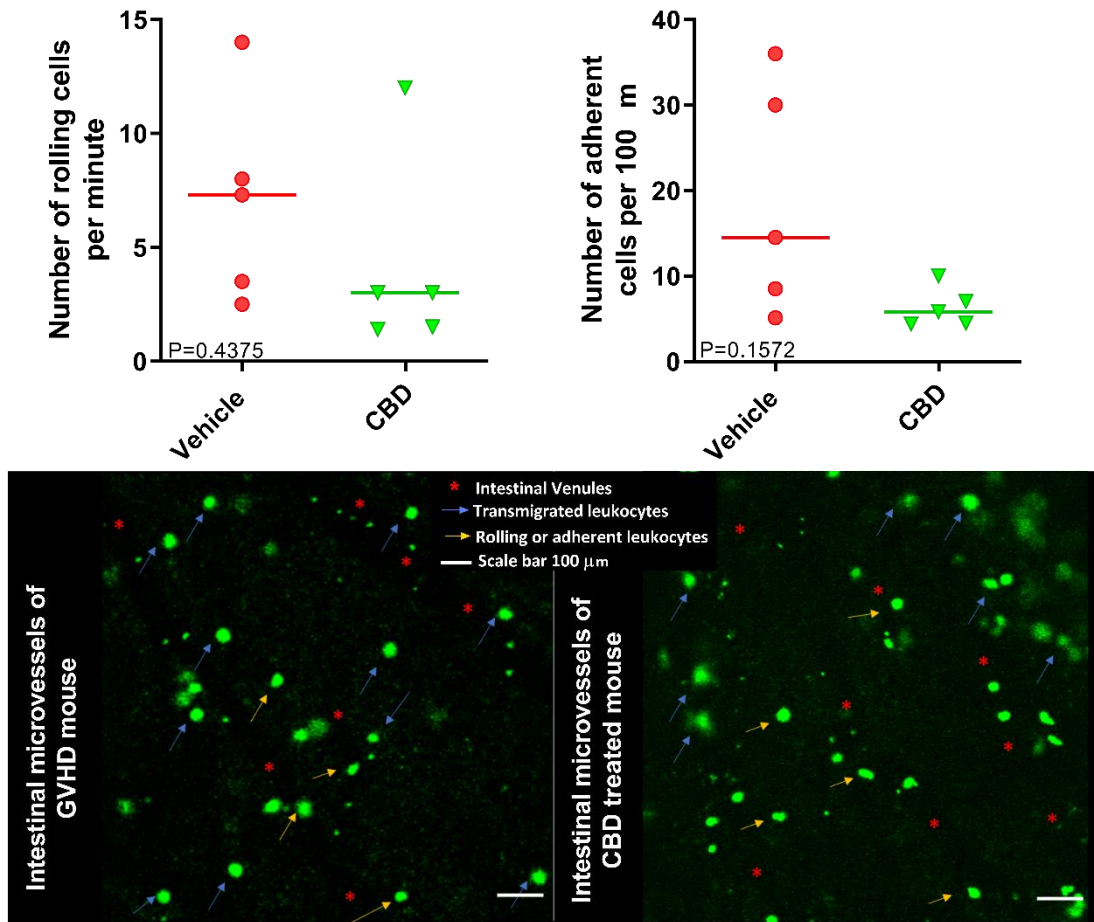 Number of rolling cells
per minute
15
10
5
0
P=0.4375
Vehicle
CBD
Number of adherent
cells per 100 m
40
30
20
10
0
P=0.1572
Vehicle
CBD
* Intestinal Venules
Transmigrated leukocytes
Rolling or adherent leukocytes
Scale bar 100 μm
Intestinal microvessels of
GVHD mouse
Intestinal microvessels of
CBD treated mouse